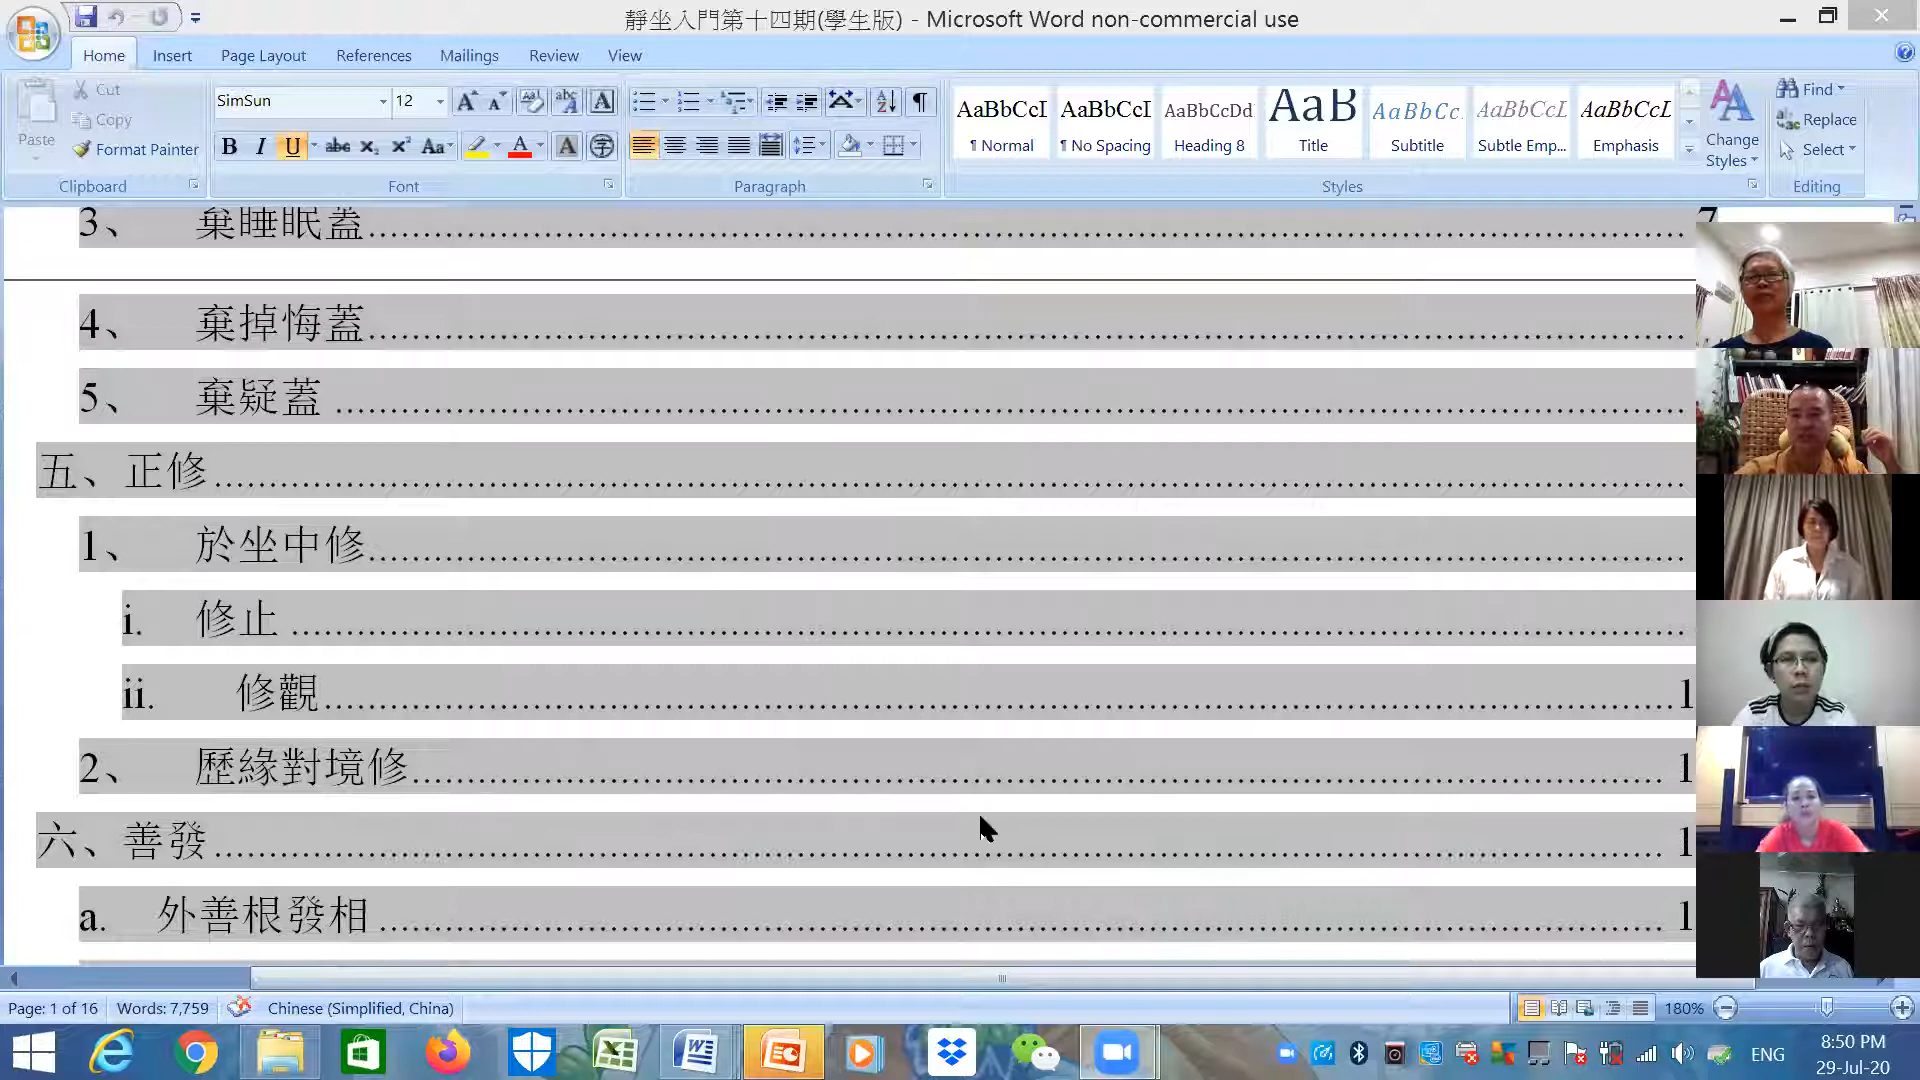 靜坐入門第十四期(學生版) - Microsoft Word non-commercial use
Home Insert Page Layout References Mailings Review View
Paste Cut Copy Format Painter
SimSun 12
B I U abc x₂ x² Aa A A
AaBbCcI AaBbCcI AaBbCcDd AaB AaBbCc. AaBbCcL AaBbCcL
¶ Normal ¶ No Spacing Heading 8 Title Subtitle Subtle Emp... Emphasis
Change Styles
Find Replace Select
Clipboard Font Paragraph Styles Editing
3、 棄睡眠蓋 7
4、 棄掉悔蓋
5、 棄疑蓋
五、正修
1、 於坐中修
i. 修止
ii. 修觀 1
2、 歷緣對境修 1
六、善發 1
a. 外善根發相 1
Page: 1 of 16 Words: 7,759 Chinese (Simplified, China) 180%
ENG 8:50 PM
29-Jul-20